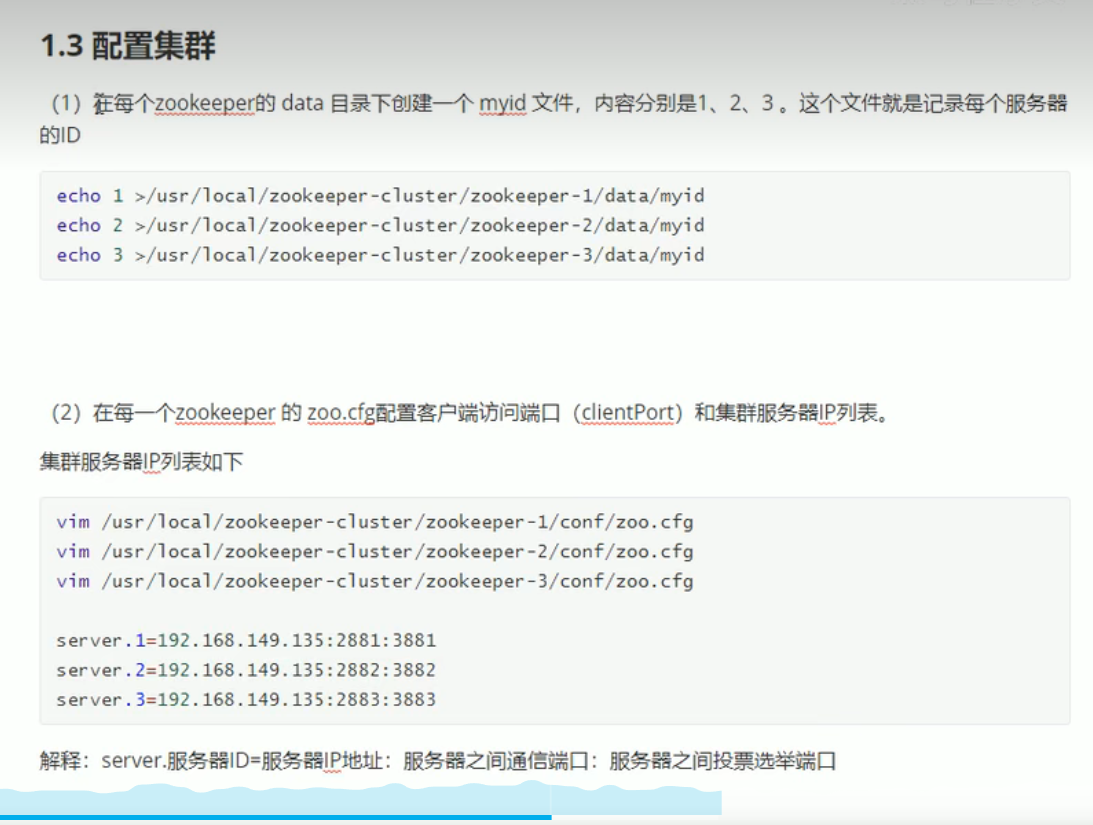 1.3 配置集群
（1）在每个zookeeper的 data 目录下创建一个 myid 文件，内容分别是1、2、3 。这个文件就是记录每个服务器
的ID
echo 1 >/usr/local/zookeeper-cluster/zookeeper-1/data/myid
echo 2 >/usr/local/zookeeper-cluster/zookeeper-2/data/myid
echo 3 >/usr/local/zookeeper-cluster/zookeeper-3/data/myid
（2）在每一个zookeeper 的 zoo.cfg配置客户端访问端口（clientPort）和集群服务器IP列表。
集群服务器IP列表如下
vim /usr/local/zookeeper-cluster/zookeeper-1/conf/zoo.cfg
vim /usr/local/zookeeper-cluster/zookeeper-2/conf/zoo.cfg
vim /usr/local/zookeeper-cluster/zookeeper-3/conf/zoo.cfg
server.1=192.168.149.135:2881:3881
server.2=192.168.149.135:2882:3882
server.3=192.168.149.135:2883:3883
解释：server.服务器ID=服务器IP地址：服务器之间通信端口：服务器之间投票选举端口